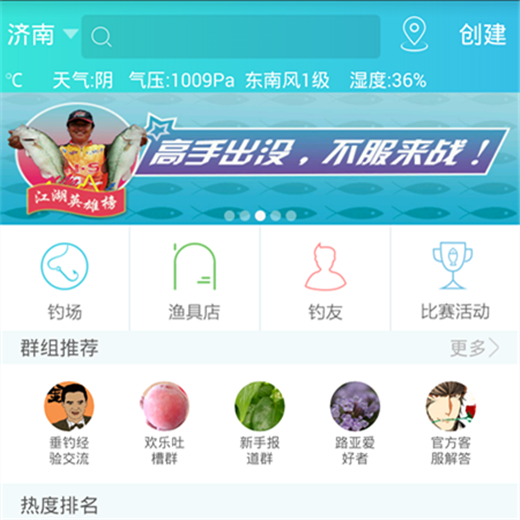 济南
创建
℃ 天气:阴 气压:1009Pa 东南风1级 湿度:36%
高手出没，不服来战！
江湖英雄榜
钓场 渔具店 钓友 比赛活动
群组推荐 更多
垂钓经 欢乐吐 新手报 路亚爱 官方客
验交流 槽群 道群 好者 服解答
热度排名